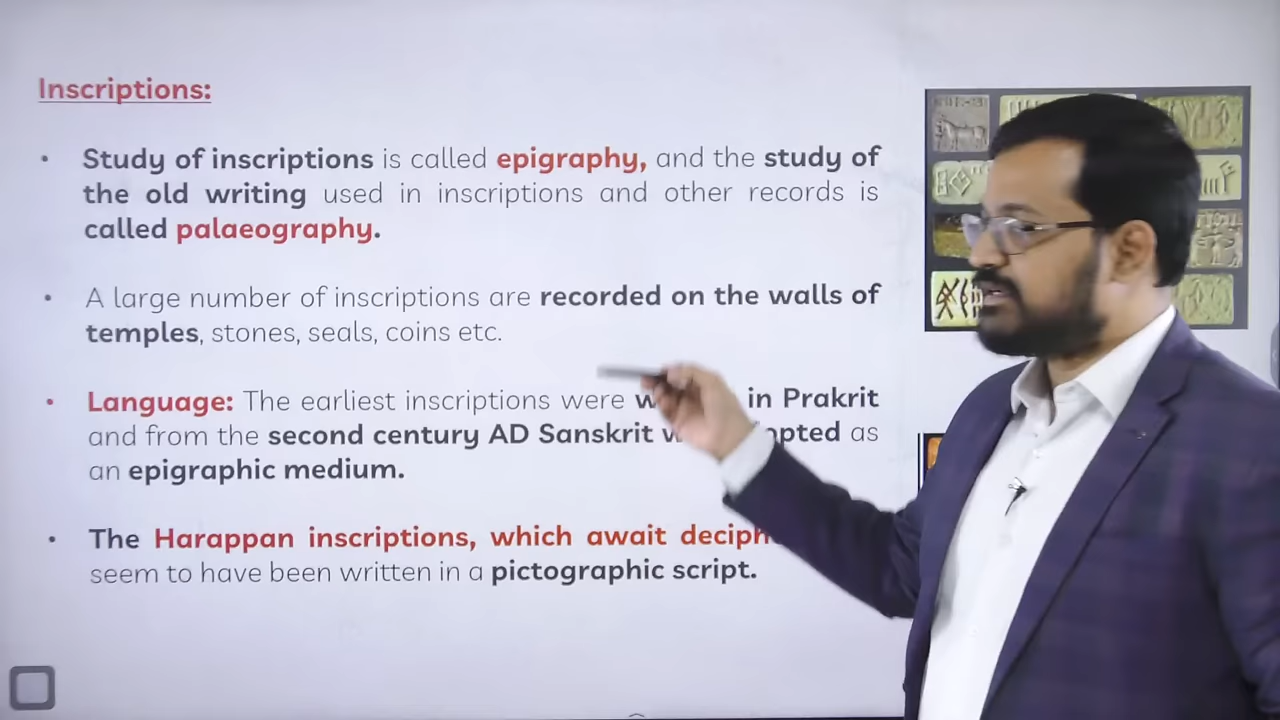 Inscriptions:
• Study of inscriptions is called epigraphy, and the study of
the old writing used in inscriptions and other records is
called palaeography.
• A large number of inscriptions are recorded on the walls of
temples, stones, seals, coins etc.
• Language: The earliest inscriptions were in Prakrit
and from the second century AD Sanskrit as
an epigraphic medium.
• The Harappan inscriptions, which await
seem to have been written in a pictographic script.